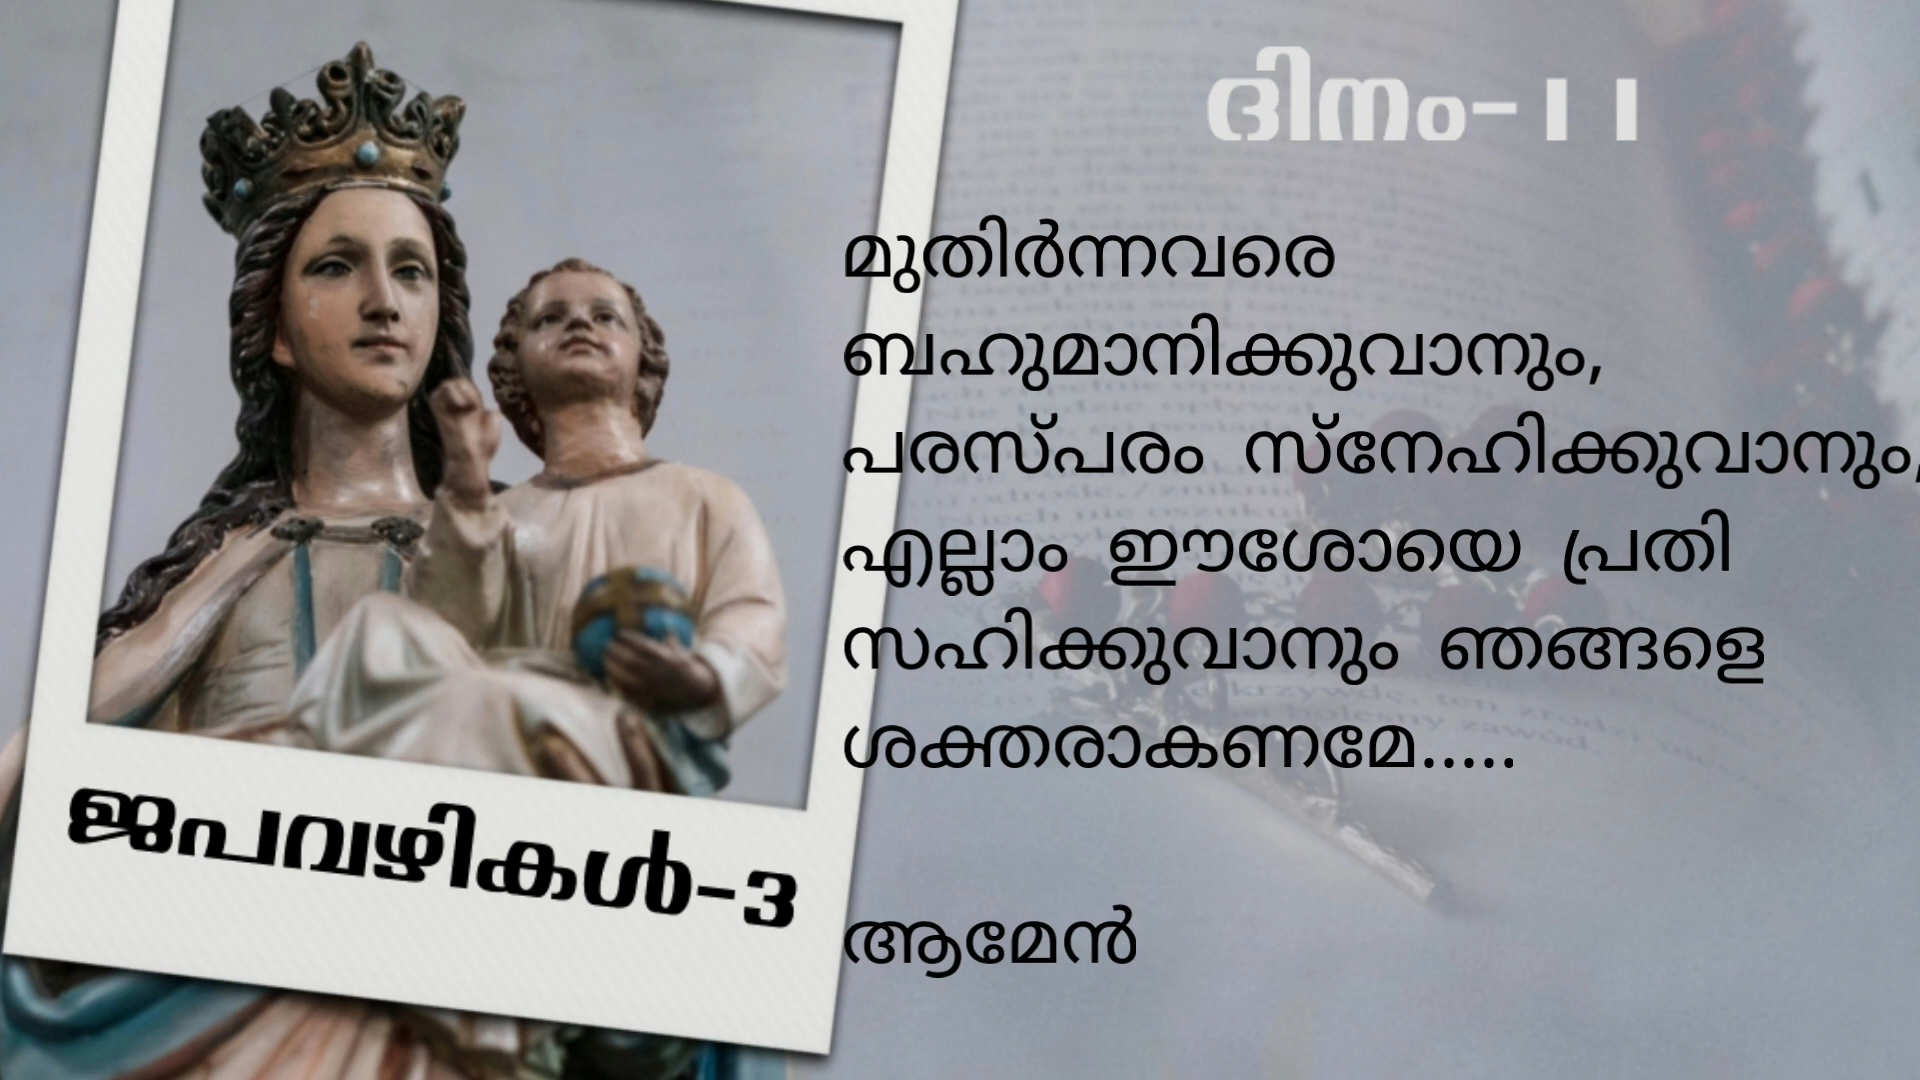 ദിനം-11
മുതിർന്നവരെ
ബഹുമാനിക്കുവാനും,
പരസ്പരം സ്നേഹിക്കുവാനും,
എല്ലാം ഈശോയെ പ്രതി
സഹിക്കുവാനും ഞങ്ങളെ
ശക്തരാകണമേ.....
ആമേൻ
ജപവഴികൾ-3